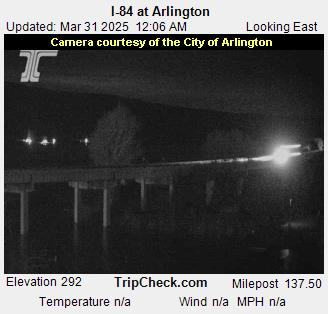 I-84 at Arlington
Updated: Mar 31 2025 12:06 AM Looking East
Camera courtesy of the City of Arlington
Elevation 292 TripCheck.com Milepost 137.50
Temperature n/a Wind n/a MPH n/a